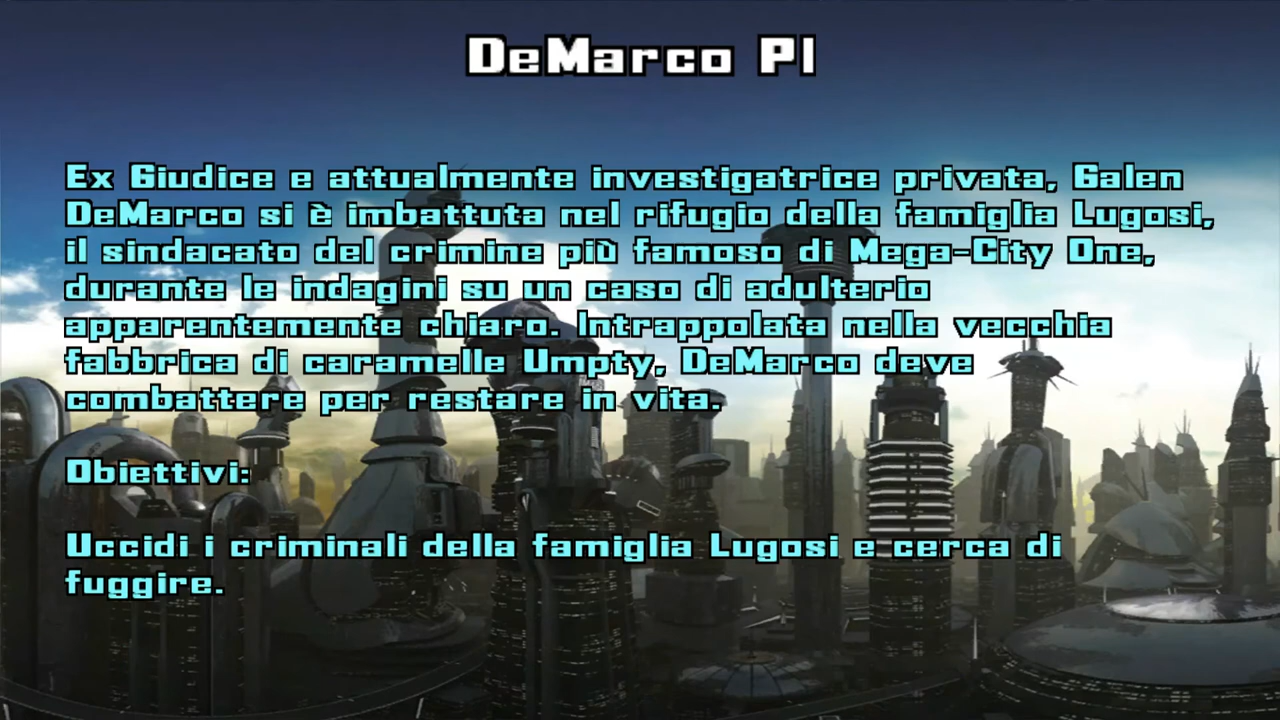 DeMarco PI
Ex Giudice e attualmente investigatrice privata, Galen
DeMarco si è imbattuta nel rifugio della famiglia Lugosi,
il sindacato del crimine più famoso di Mega-City One,
durante le indagini su un caso di adulterio
apparentemente chiaro. Intrappolata nella vecchia
fabbrica di caramelle Umpty, DeMarco deve
combattere per restare in vita.
Obiettivi:
Uccidi i criminali della famiglia Lugosi e cerca di
fuggire.